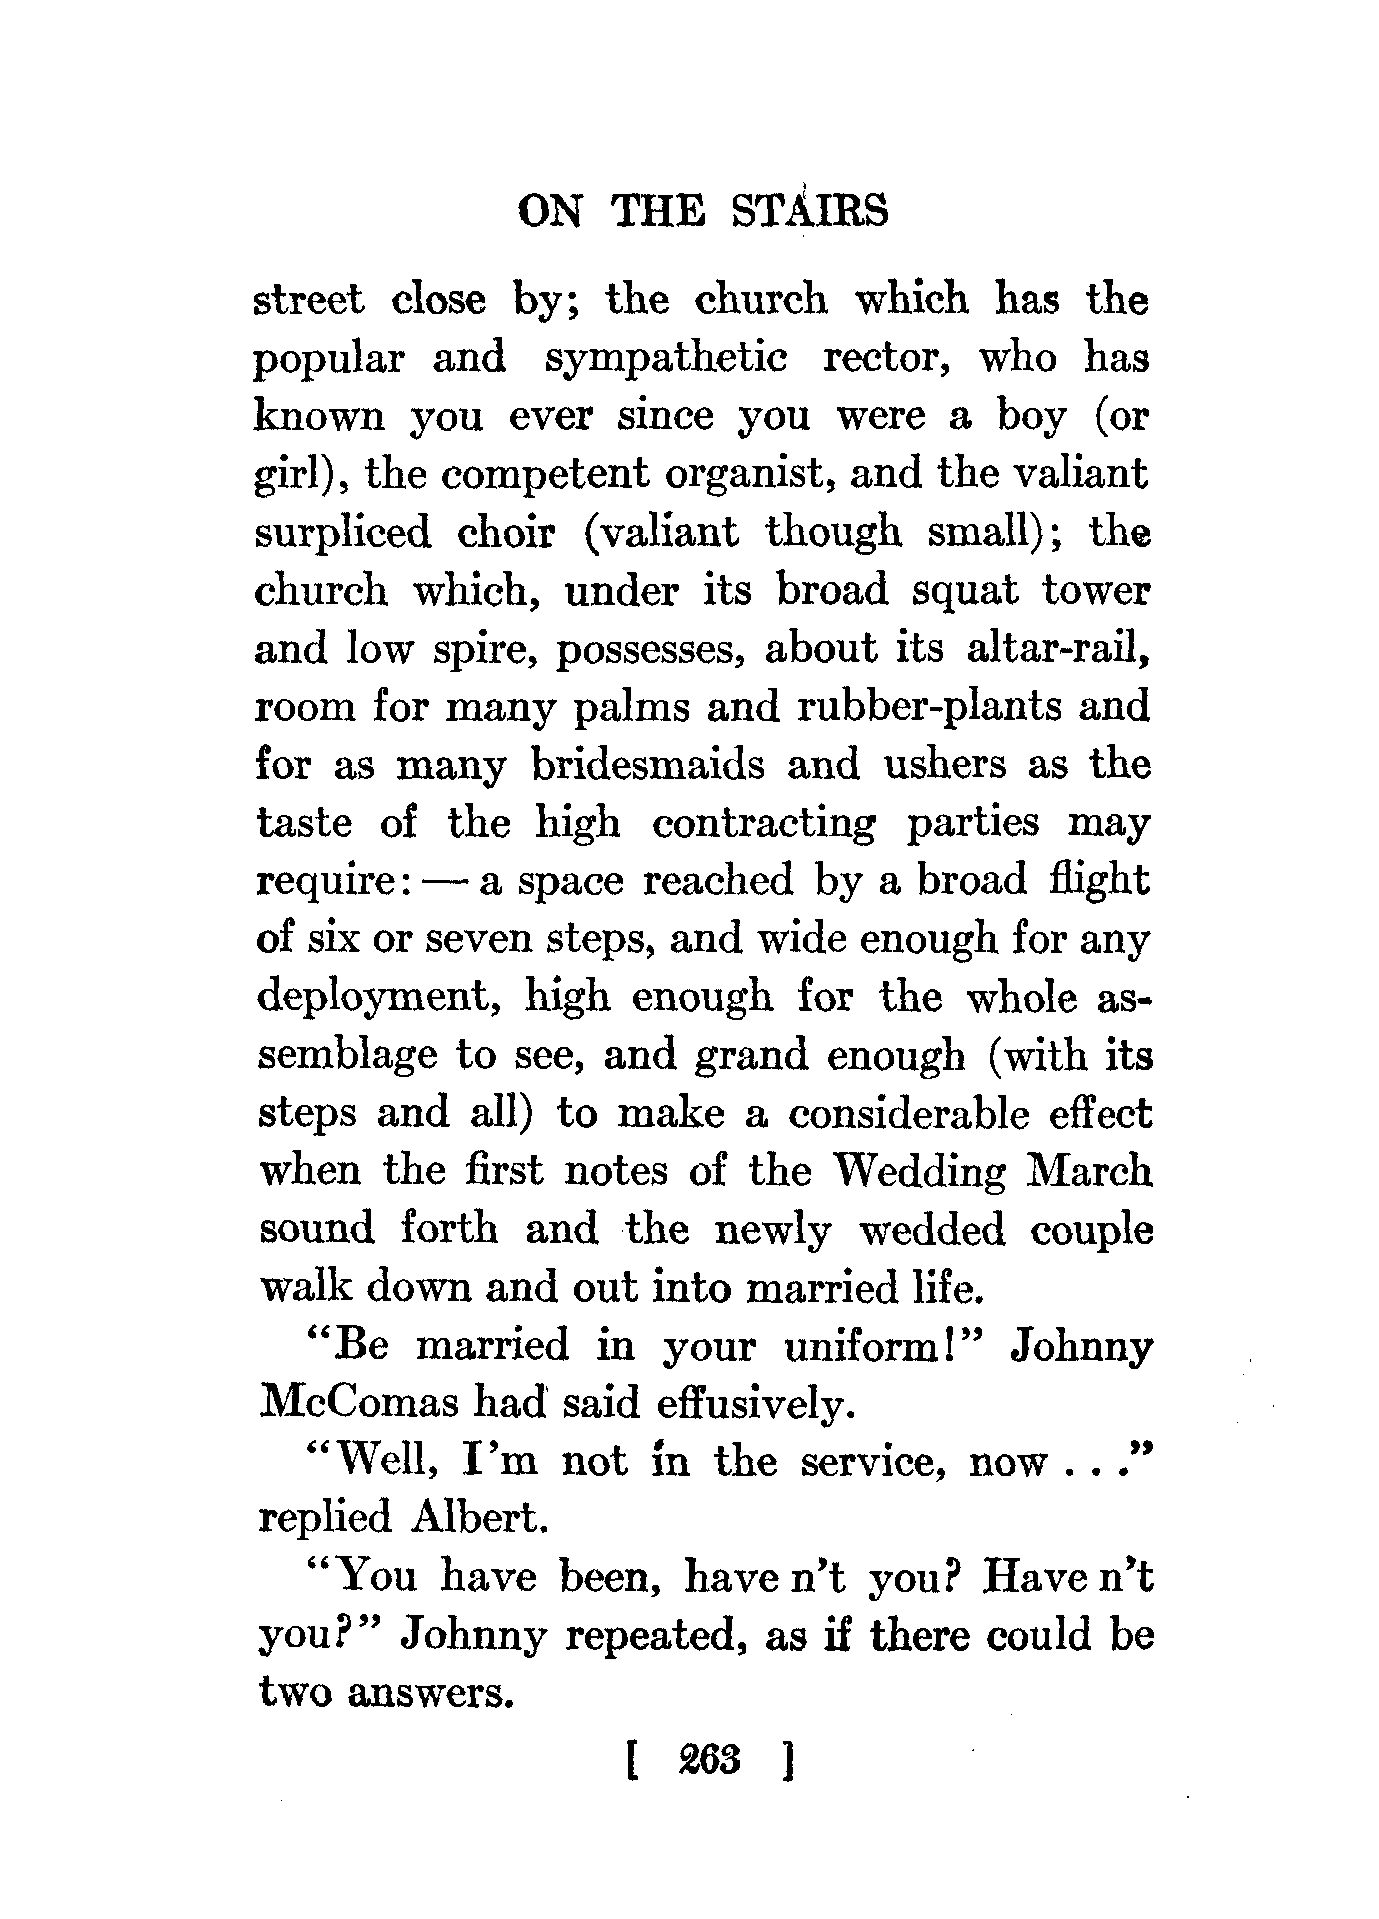 ON THE STAIRS
street close by; the church which has the
popular and sympathetic rector, who has
known you ever since you were a boy (or
girl), the competent organist, and the valiant
surpliced choir (valiant though small); the
church which, under its broad squat tower
and low spire, possesses, about its altar-rail,
room for many palms and rubber-plants and
for as many bridesmaids and ushers as the
taste of the high contracting parties may
require: — a space reached by a broad flight
of six or seven steps, and wide enough for any
deployment, high enough for the whole as-
semblage to see, and grand enough (with its
steps and all) to make a considerable effect
when the first notes of the Wedding March
sound forth and the newly wedded couple
walk down and out into married life.
“Be married in your uniform!” Johnny
McComas had said effusively.
“Well, I’m not in the service, now . . .”
replied Albert.
“You have been, have n’t you? Have n’t
you?” Johnny repeated, as if there could be
two answers.
[ 263 ]